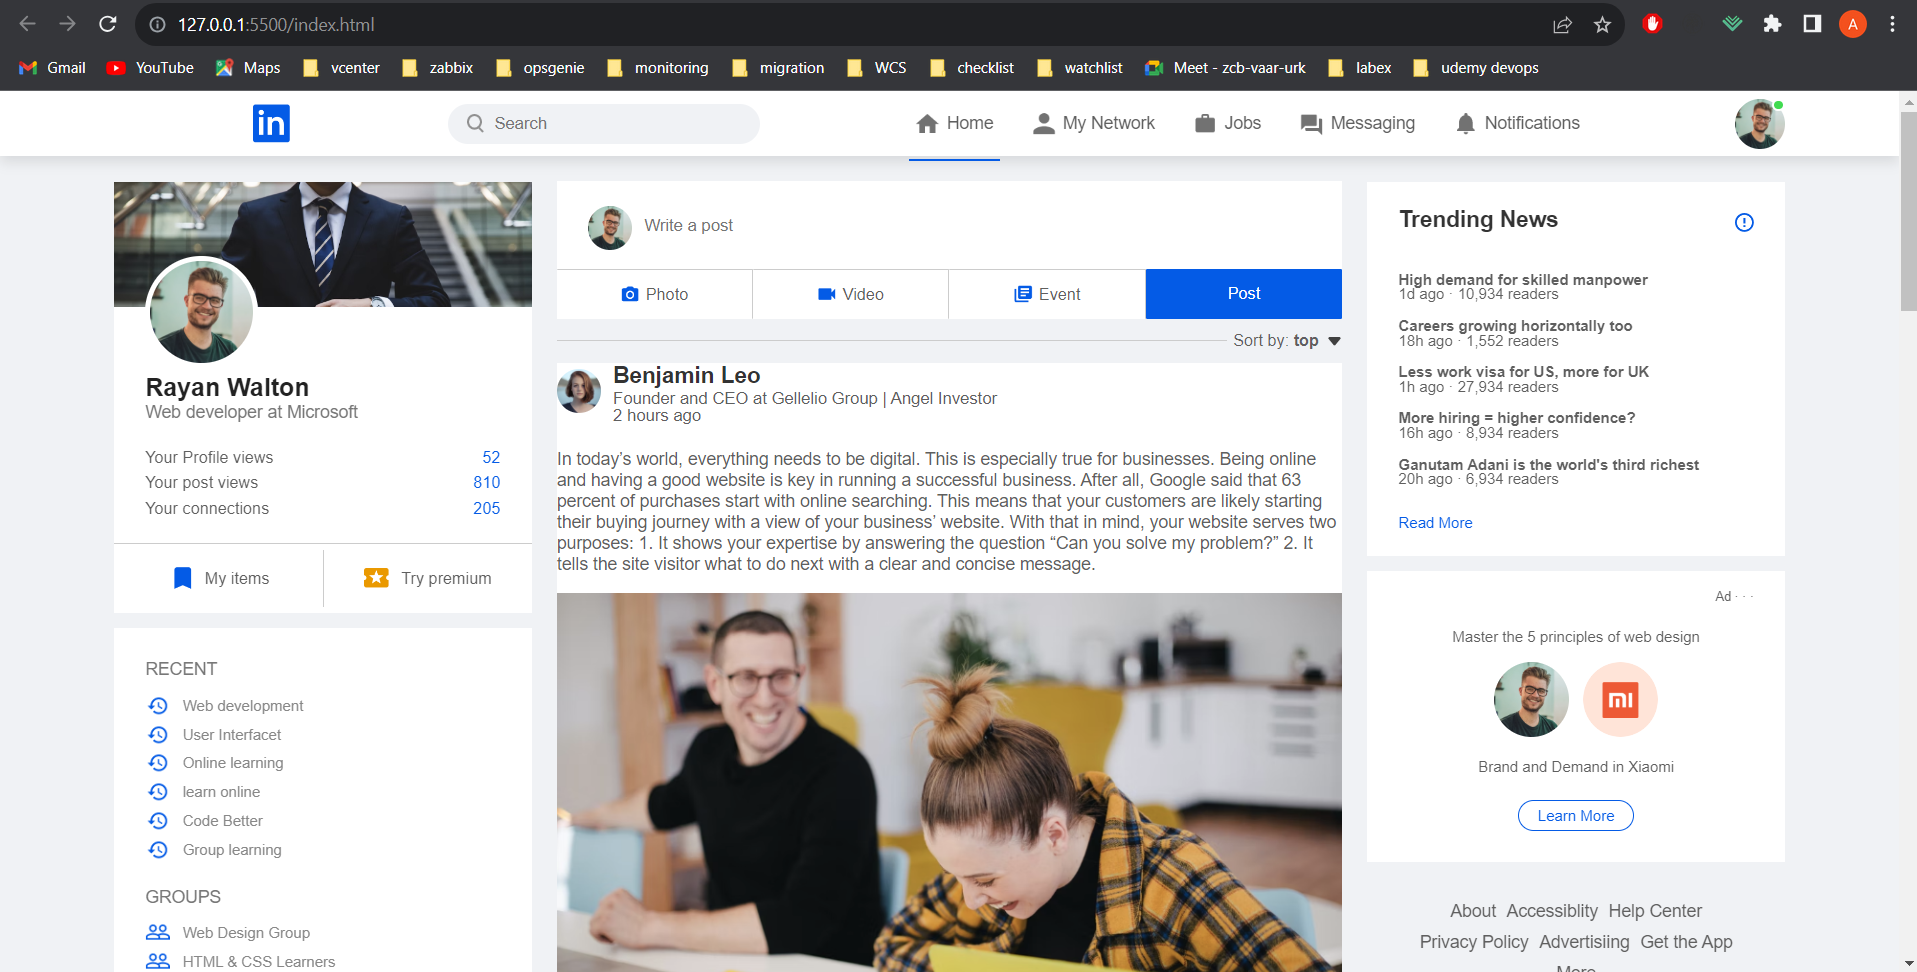 127.0.0.1:5500/index.html
A
Gmail YouTube Maps vcenter zabbix opsgenie monitoring migration WCS checklist watchlist Meet - zcb-vaar-urk labex udemy devops
in Search Home My Network Jobs Messaging Notifications
Rayan Walton
Web developer at Microsoft
Your Profile views 52
Your post views 810
Your connections 205
My items Try premium
RECENT
Web development
User Interfacet
Online learning
learn online
Code Better
Group learning
GROUPS
Web Design Group
HTML & CSS Learners
Write a post
Photo Video Event Post
Sort by: top
Benjamin Leo
Founder and CEO at Gellelio Group | Angel Investor
2 hours ago
In today’s world, everything needs to be digital. This is especially true for businesses. Being online
and having a good website is key in running a successful business. After all, Google said that 63
percent of purchases start with online searching. This means that your customers are likely starting
their buying journey with a view of your business’ website. With that in mind, your website serves two
purposes: 1. It shows your expertise by answering the question “Can you solve my problem?” 2. It
tells the site visitor what to do next with a clear and concise message.
Trending News
High demand for skilled manpower
1d ago · 10,934 readers
Careers growing horizontally too
18h ago · 1,552 readers
Less work visa for US, more for UK
1h ago · 27,934 readers
More hiring = higher confidence?
16h ago · 8,934 readers
Ganutam Adani is the world's third richest
20h ago · 6,934 readers
Read More
Ad · · ·
Master the 5 principles of web design
mi
Brand and Demand in Xiaomi
Learn More
About Accessiblity Help Center
Privacy Policy Advertisiing Get the App
More